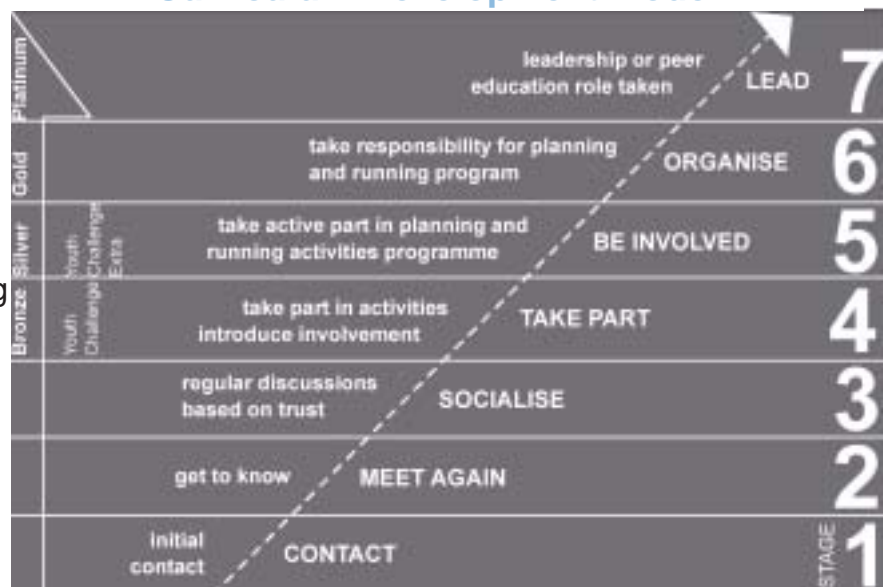 Platinum
leadership or peer
education role taken
LEAD
7
Gold
take responsibility for planning
and running program
ORGANISE
6
Silver
Youth
Challenge
Extra
take active part in planning and
running activities programme
BE INVOLVED
5
g
Bronze
Youth
Challenge
take part in activities
introduce involvement
TAKE PART
4
regular discussions
based on trust
SOCIALISE
3
get to know
MEET AGAIN
2
Initial
contact
CONTACT
STAGE
1